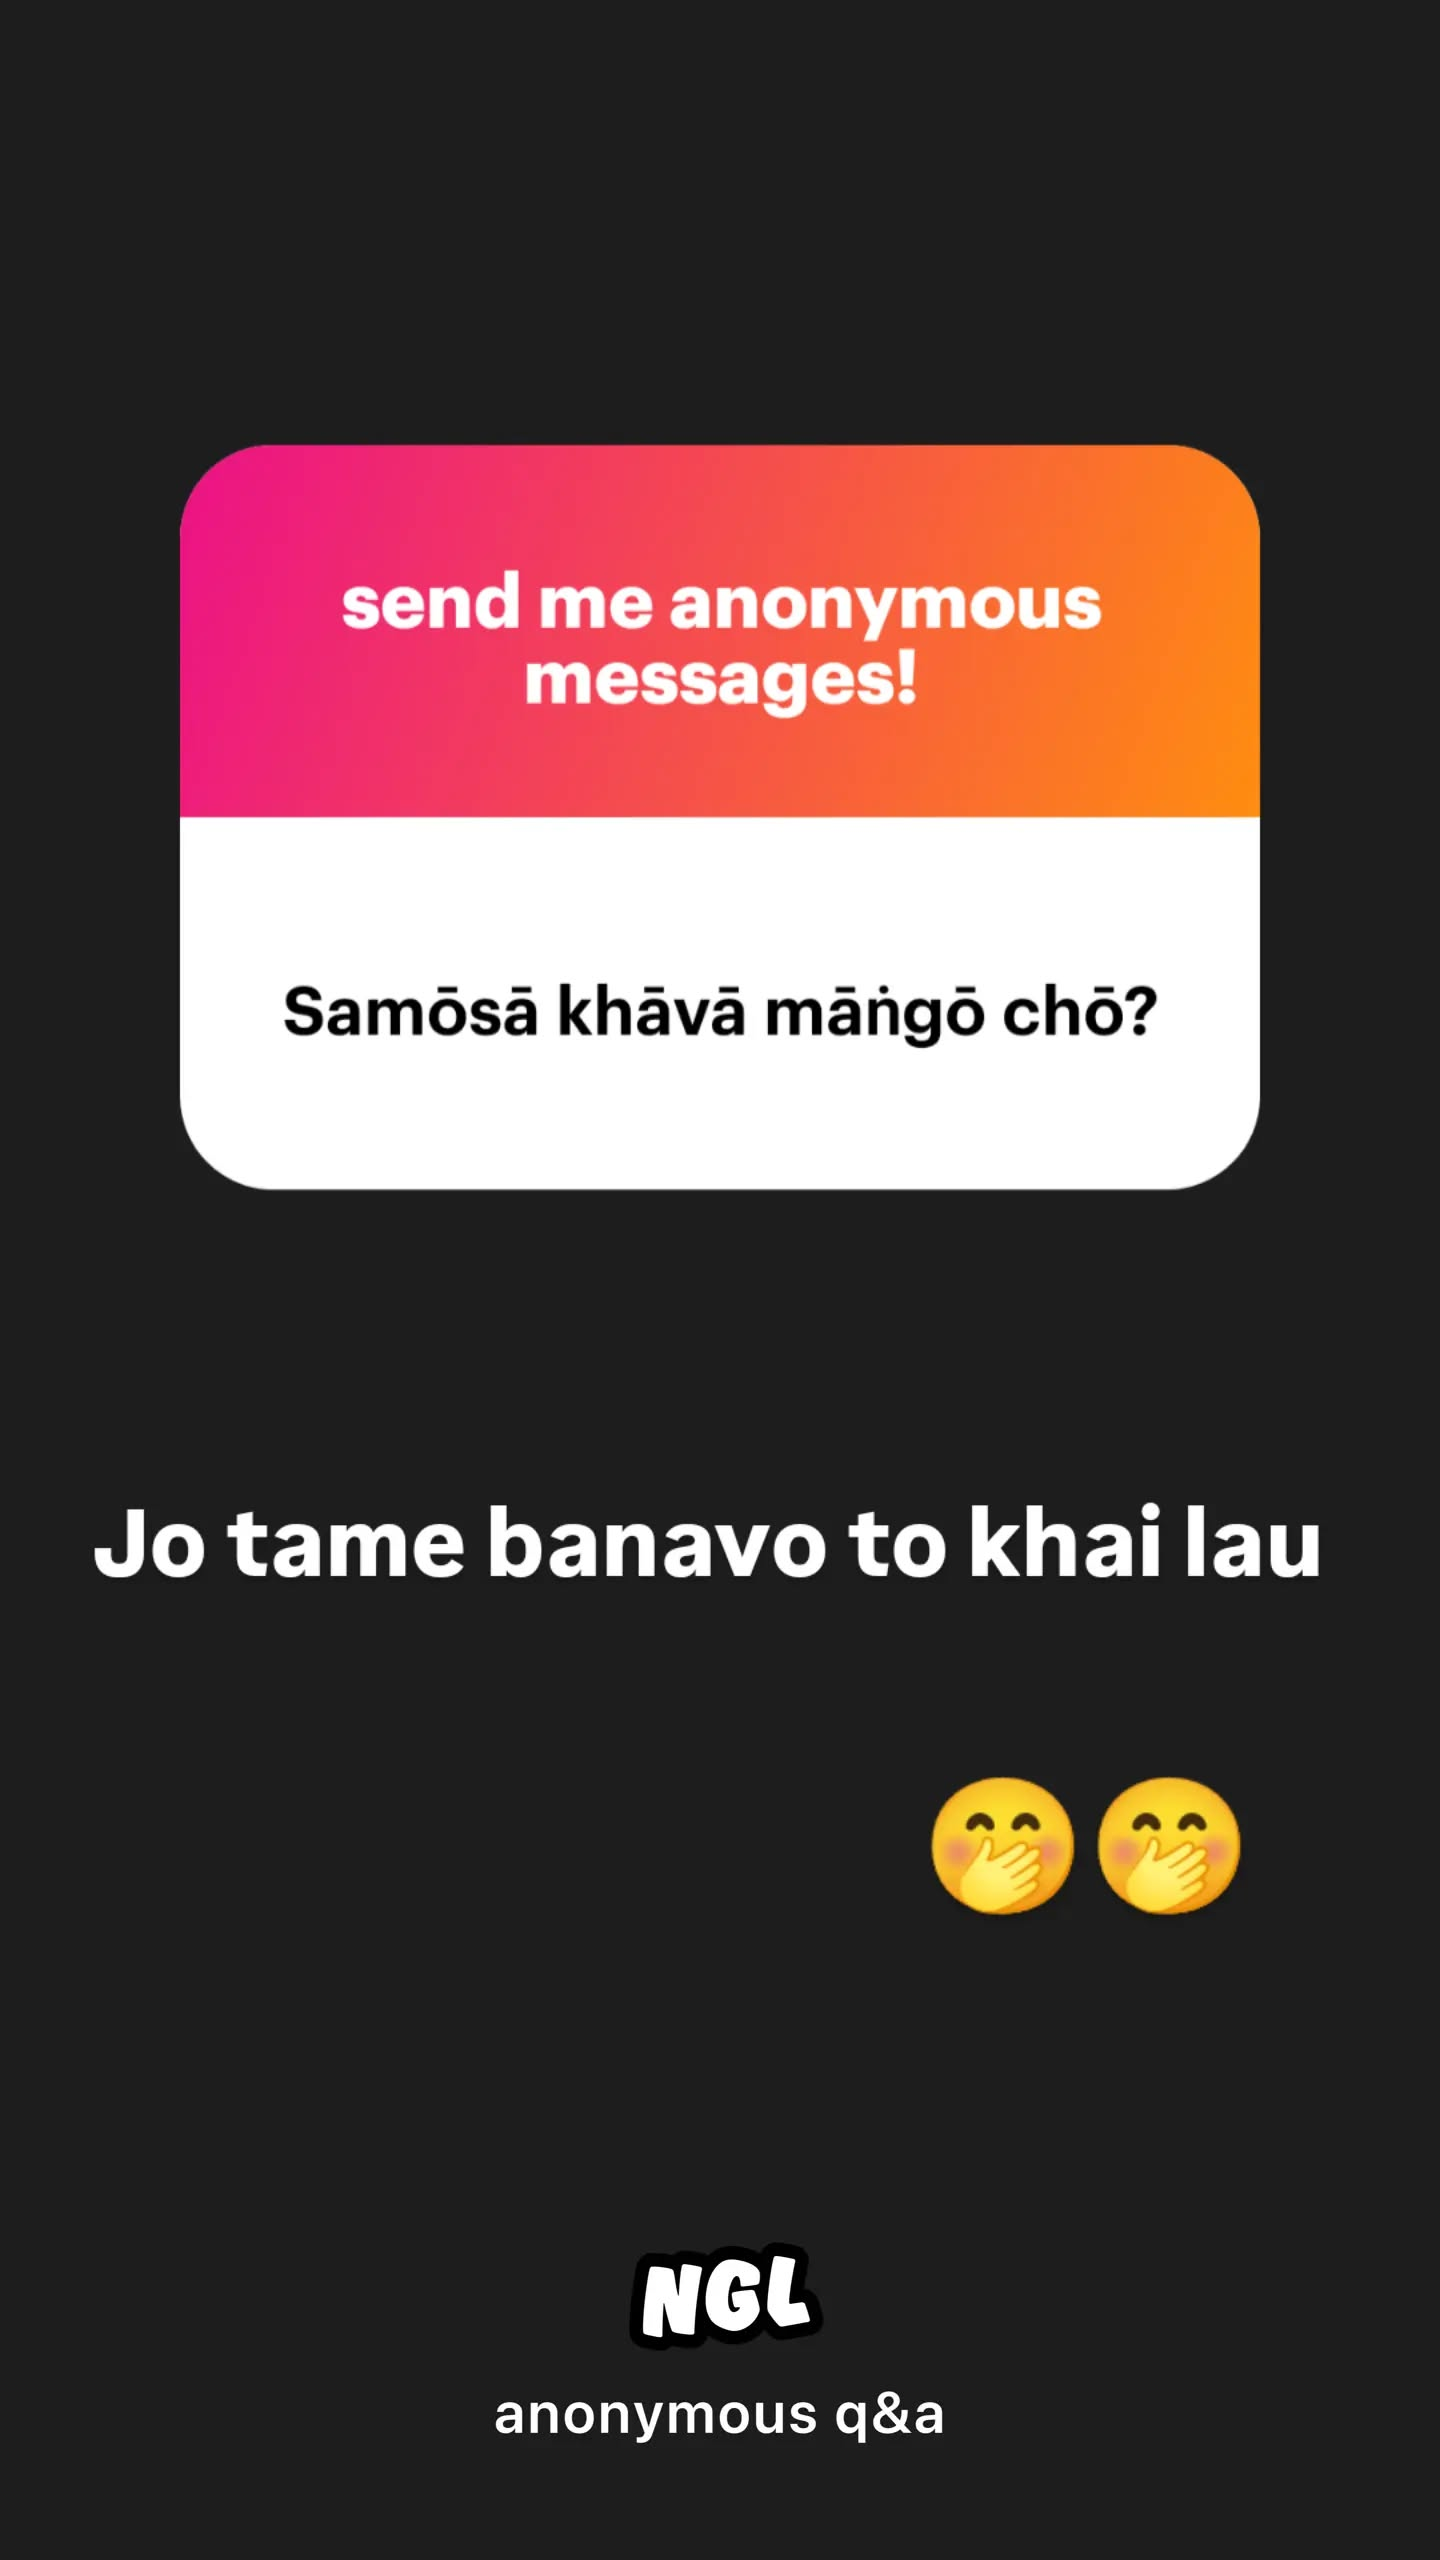 send me anonymous
messages!
Samōsā khāvā māṅgō chō?
Jo tame banavo to khai lau
🤭🤭
NGL
anonymous q&a